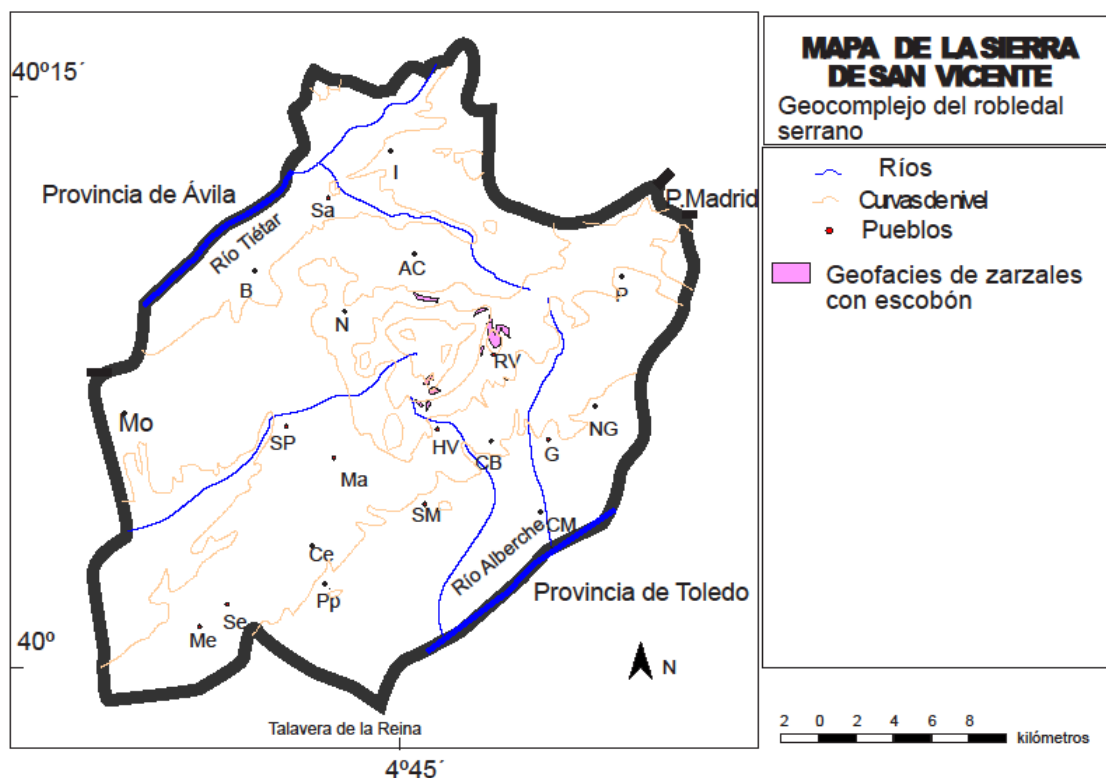 40º15´
Provincia de Ávila
Río Tiétar
I
Sa
P.Madrid
AC
B
P
N
RV
Mo
SP
HV
CB
G
NG
Ma
SM
CM
Río Alberche
Ce
Pp
Provincia de Toledo
Se
Me
40º
N
Talavera de la Reina
4º45´
MAPA DE LA SIERRA
DE SAN VICENTE
Geocomplejo del robledal
serrano
Ríos
Curvas de nivel
Pueblos
Geofacies de zarzales
con escobón
2 0 2 4 6 8
kilómetros